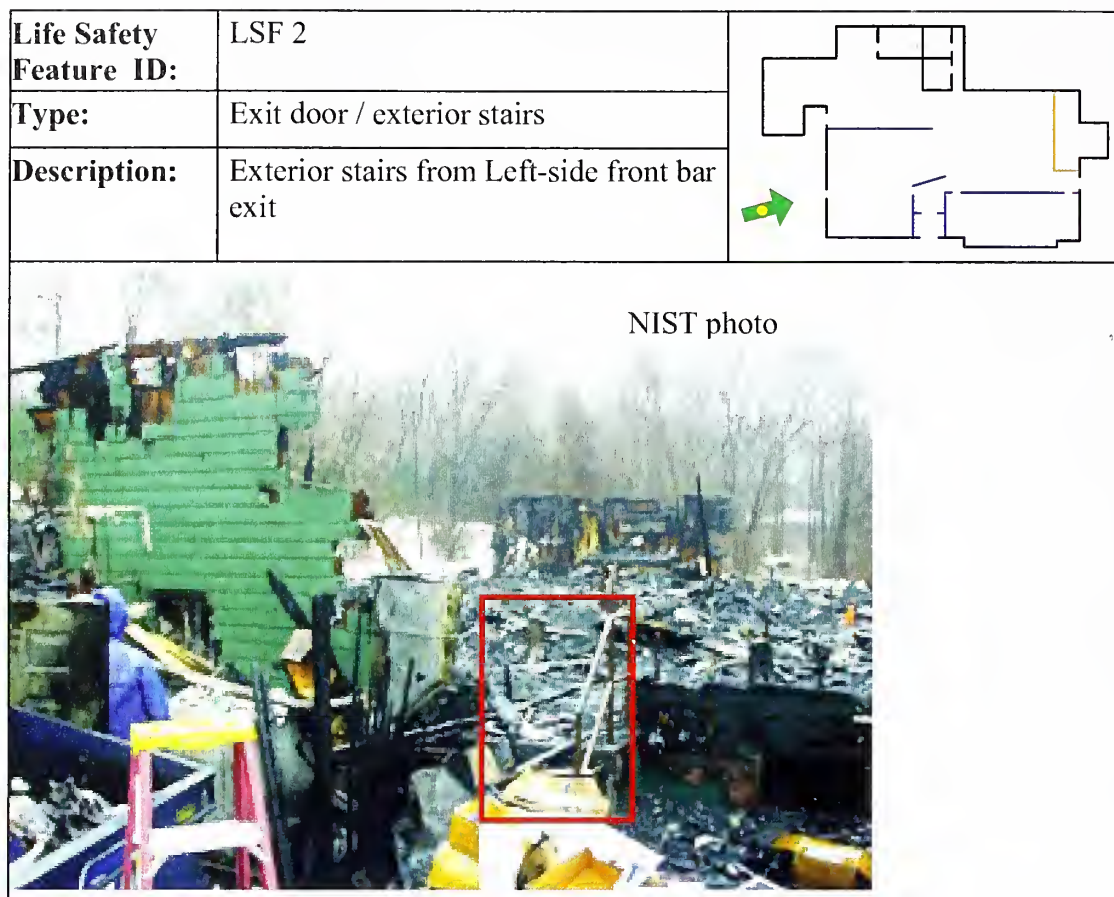 Life Safety
Feature ID:
LSF 2
Type:
Exit door / exterior stairs
Description:
Exterior stairs from Left-side front bar
exit
NIST photo